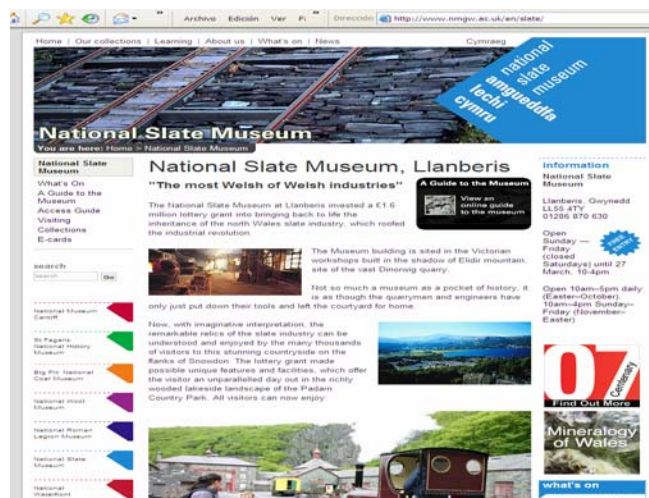 Archivo Edición Ver
Dirección http://www.nmgw.ac.uk/en/slate/
Home | Our collections | Learning | About us | What's on | News
Cymraeg
national
slate
museum
amgueddfa
lechi
cymru
National Slate Museum
You are here: Home > National Slate Museum
National Slate
Museum
What's On
A Guide to the
Museum
Access Guide
Visiting
Collections
E-cards
search
search
Go
National Museum
Cardiff
St Fagans:
National History
Museum
Big Pit: National
Coal Museum
National Wool
Museum
National Roman
Legion Museum
National Slate
Museum
National
Waterfront
National Slate Museum, Llanberis
"The most Welsh of Welsh industries"
A Guide to the Museum
View an
online guide
to the museum
The National Slate Museum at Llanberis invested a £1.6
million lottery grant into bringing back to life the
inheritance of the north Wales slate industry, which roofed
the industrial revolution.
The Museum building is sited in the Victorian
workshops built in the shadow of Elidir mountain,
site of the vast Dinorwig quarry.
Not so much a museum as a pocket of history, it
is as though the quarrymen and engineers have
only just put down their tools and left the courtyard for home.
Now, with imaginative interpretation, the
remarkable relics of the slate industry can be
understood and enjoyed by the many thousands
of visitors to this stunning countryside on the
flanks of Snowdon. The lottery grant made
possible unique features and facilities, which offer
the visitor an unparalleled day out in the richly
wooded lakeside landscape of the Padarn
Country Park. All visitors can now enjoy
information
National Slate
Museum
Llanberis, Gwynedd
LL55 4TY
01286 870 630
Open
Sunday —
Friday
(closed
Saturdays) until 27
March, 10-4pm
FREE
ENTRY
Open 10am–5pm daily
(Easter–October).
10am–4pm Sunday–
Friday (November–
Easter)
07
Centenary
Find Out More
Mineralogy
of Wales
what's on